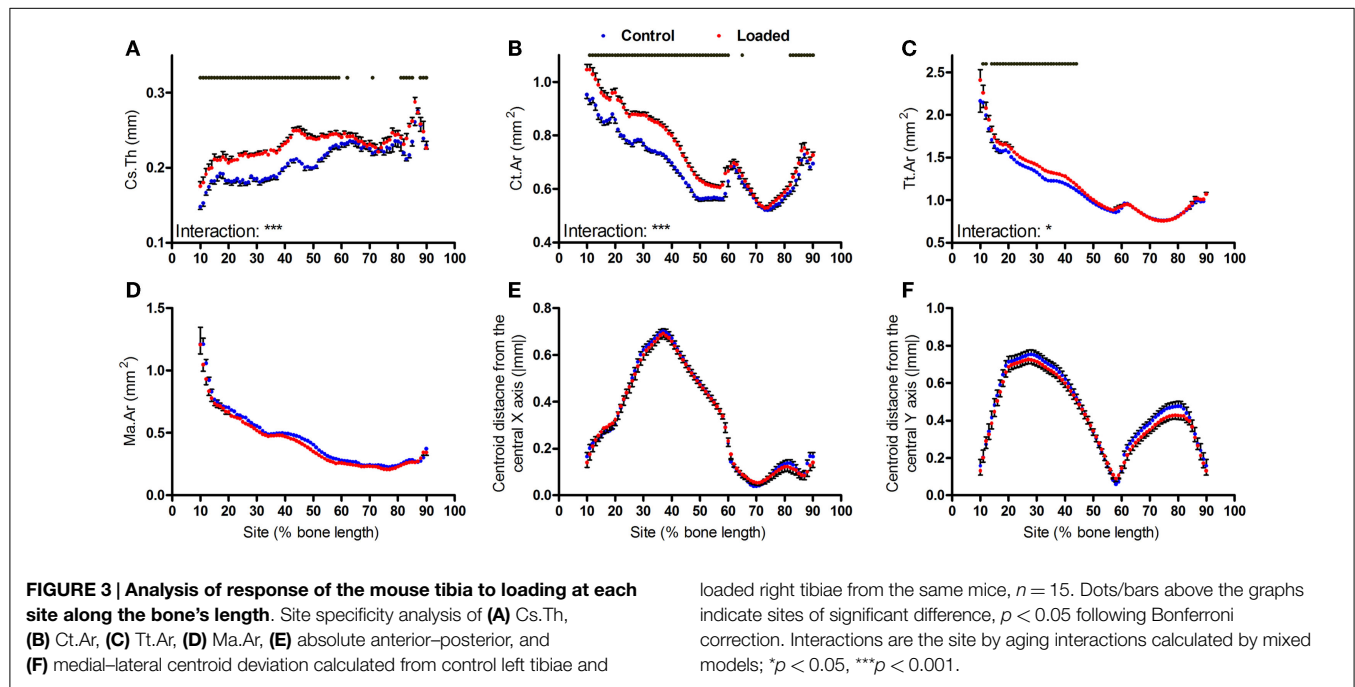 A
B
C
Control
Loaded
Cs.Th (mm)
0.3
0.2
0.1
Interaction: ***
0 10 20 30 40 50 60 70 80 90 100
Ct.Ar (mm 2)
1.0
0.8
0.6
0.4
Interaction: ***
0 10 20 30 40 50 60 70 80 90 100
Tt.Ar (mm 2)
2.5
2.0
1.5
1.0
0.5
Interaction: *
0 10 20 30 40 50 60 70 80 90 100
D
E
F
Ma.Ar (mm 2)
1.5
1.0
0.5
0.0
0 10 20 30 40 50 60 70 80 90 100
Site (% bone length)
Centroid distacne from the
central X axis (|mm|)
0.8
0.6
0.4
0.2
0.0
0 10 20 30 40 50 60 70 80 90 100
Site (% bone length)
Centroid distance from the
central Y axis (|mm|)
1.0
0.8
0.6
0.4
0.2
0.0
0 10 20 30 40 50 60 70 80 90 100
Site (% bone length)
FIGURE 3 | Analysis of response of the mouse tibia to loading at each
site along the bone's length. Site specificity analysis of (A) Cs.Th,
(B) Ct.Ar, (C) Tt.Ar, (D) Ma.Ar, (E) absolute anterior–posterior, and
(F) medial–lateral centroid deviation calculated from control left tibiae and
loaded right tibiae from the same mice, n = 15. Dots/bars above the graphs
indicate sites of significant difference, p < 0.05 following Bonferroni
correction. Interactions are the site by aging interactions calculated by mixed
models; *p < 0.05, ***p < 0.001.